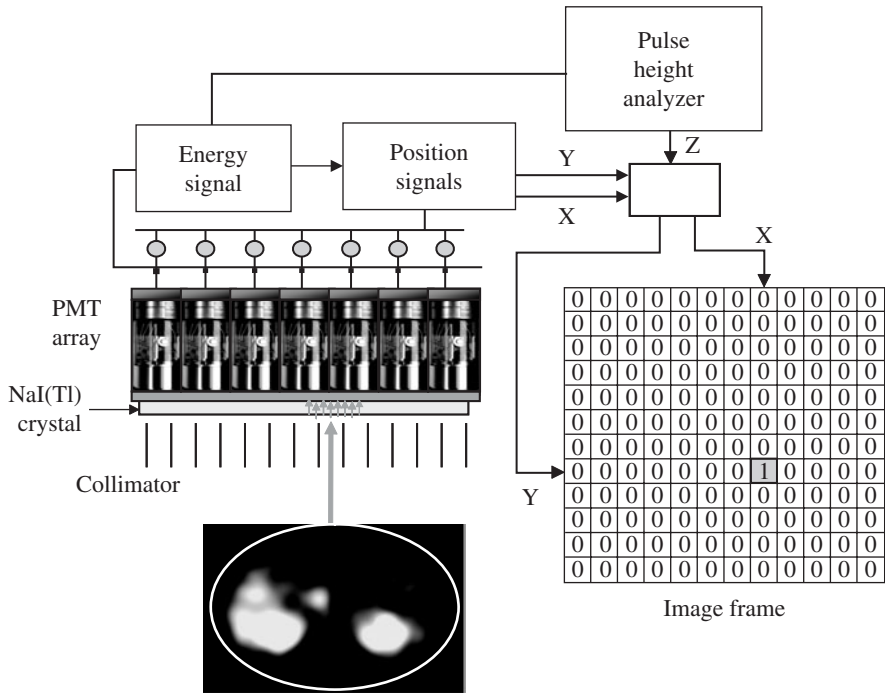 Pulse
height
analyzer
Energy
signal
Position
signals
Z
Y
X
X
PMT
array
NaI(Tl)
crystal
Collimator
Y
0 0 0 0 0 0 0 0 0 0 0 0
0 0 0 0 0 0 0 0 0 0 0 0
0 0 0 0 0 0 0 0 0 0 0 0
0 0 0 0 0 0 0 0 0 0 0 0
0 0 0 0 0 0 0 0 0 0 0 0
0 0 0 0 0 0 0 0 0 0 0 0
0 0 0 0 0 0 0 0 0 0 0 0
0 0 0 0 0 0 0 1 0 0 0 0
0 0 0 0 0 0 0 0 0 0 0 0
0 0 0 0 0 0 0 0 0 0 0 0
0 0 0 0 0 0 0 0 0 0 0 0
0 0 0 0 0 0 0 0 0 0 0 0
Image frame